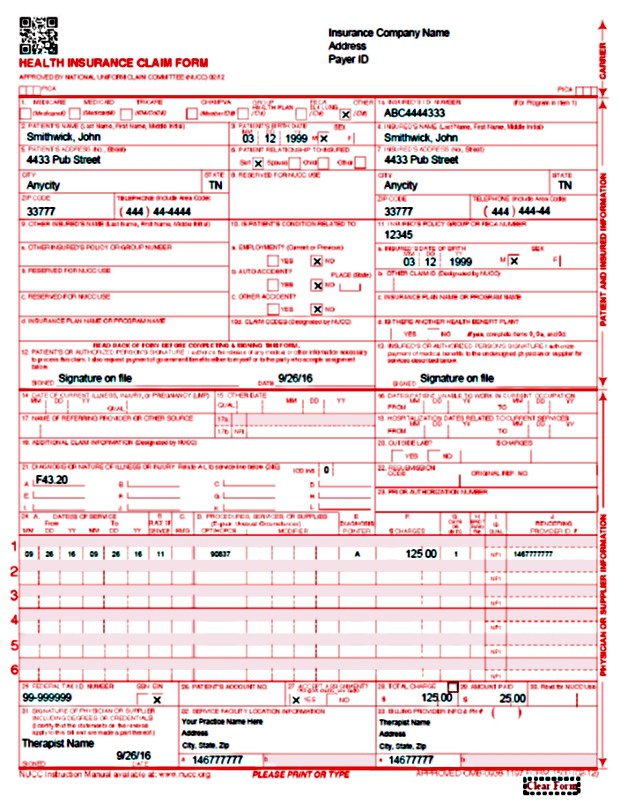 Insurance Company Name
Address
Payer ID
HEALTH INSURANCE CLAIM FORM
APPROVED BY NATIONAL UNIFORM CLAIM COMMITTEE (NUCC) 02/12
PICA PICA
CARRIER
1. MEDICARE MEDICAID TRICARE CHAMPVA GROUP HEALTH PLAN FECA BLK LUNG OTHER 1a. INSURED'S I.D. NUMBER (For Program in Item 1)
X ABC4444333
2. PATIENT'S NAME (Last Name, First Name, Middle Initial) 3. PATIENT'S BIRTH DATE SEX 4. INSURED'S NAME (Last Name, First Name, Middle Initial)
Smithwick, John 03 12 1999 M X F Smithwick, John
5. PATIENT'S ADDRESS (No., Street) 6. PATIENT RELATIONSHIP TO INSURED 7. INSURED'S ADDRESS (No., Street)
4433 Pub Street Self X Spouse Child Other 4433 Pub Street
CITY STATE 8. RESERVED FOR NUCC USE CITY STATE
Anycity TN Anycity TN
ZIP CODE TELEPHONE (Include Area Code) ZIP CODE TELEPHONE (Include Area Code)
33777 ( 444 ) 44-4444 33777 ( 444 ) 444-44
9. OTHER INSURED'S NAME (Last Name, First Name, Middle Initial) 10. IS PATIENT'S CONDITION RELATED TO: 11. INSURED'S POLICY GROUP OR FECA NUMBER
12345
a. OTHER INSURED'S POLICY OR GROUP NUMBER a. EMPLOYMENT? (Current or Previous) a. INSURED'S DATE OF BIRTH SEX
YES X NO 03 12 1999 M X F
b. RESERVED FOR NUCC USE b. AUTO ACCIDENT? PLACE (State) b. OTHER CLAIM ID (Designated by NUCC)
YES X NO
c. RESERVED FOR NUCC USE c. OTHER ACCIDENT? c. INSURANCE PLAN NAME OR PROGRAM NAME
YES X NO
d. INSURANCE PLAN NAME OR PROGRAM NAME 10d. CLAIM CODES (Designated by NUCC) d. IS THERE ANOTHER HEALTH BENEFIT PLAN?
YES NO If yes, complete items 9, 9a, and 9d.
READ BACK OF FORM BEFORE COMPLETING & SIGNING THIS FORM.
12. PATIENT'S OR AUTHORIZED PERSON'S SIGNATURE I authorize the release of any medical or other information necessary to process this claim. I also request payment of government benefits either to myself or to the party who accepts assignment below.
13. INSURED'S OR AUTHORIZED PERSON'S SIGNATURE I authorize payment of medical benefits to the undersigned physician or supplier for services described below.
SIGNED Signature on file DATE 9/26/16 SIGNED Signature on file
PATIENT AND INSURED INFORMATION
14. DATE OF CURRENT ILLNESS, INJURY, or PREGNANCY (LMP) 15. OTHER DATE 16. DATES PATIENT UNABLE TO WORK IN CURRENT OCCUPATION
MM DD YY QUAL. QUAL. MM DD YY FROM TO
17. NAME OF REFERRING PROVIDER OR OTHER SOURCE 17a. 18. HOSPITALIZATION DATES RELATED TO CURRENT SERVICES
17b. NPI FROM TO
19. ADDITIONAL CLAIM INFORMATION (Designated by NUCC) 20. OUTSIDE LAB? $ CHARGES
YES NO
21. DIAGNOSIS OR NATURE OF ILLNESS OR INJURY Relate A-L to service line below (24E) ICD Ind. 0 22. RESUBMISSION CODE ORIGINAL REF. NO.
A. F43.20 B. C. D.
E. F. G. H. 23. PRIOR AUTHORIZATION NUMBER
I. J. K. L.
24. A. DATE(S) OF SERVICE B. C. D. PROCEDURES, SERVICES, OR SUPPLIES E. F. G. H. I. J.
From To PLACE OF SERVICE EMG (Explain Unusual Circumstances) DIAGNOSIS POINTER $ CHARGES DAYS OR UNITS ID. QUAL. RENDERING PROVIDER ID. #
MM DD YY MM DD YY CPT/HCPCS MODIFIER
1 09 26 16 09 26 16 11 90837 A 125 00 1 NPI 1467777777
2 NPI
3 NPI
4 NPI
5 NPI
6 NPI
PHYSICIAN OR SUPPLIER INFORMATION
25. FEDERAL TAX I.D. NUMBER SSN EIN 26. PATIENT'S ACCOUNT NO. 27. ACCEPT ASSIGNMENT? 28. TOTAL CHARGE 29. AMOUNT PAID 30. Rsvd for NUCC Use
99-9999999 X X YES NO $ 125 00 $ 25.00
31. SIGNATURE OF PHYSICIAN OR SUPPLIER INCLUDING DEGREES OR CREDENTIALS (I certify that the statements on the reverse apply to this bill and are made a part thereof.)
Therapist Name
9/26/16
SIGNED DATE
32. SERVICE FACILITY LOCATION INFORMATION
Your Practice Name Here
Address
City, State, Zip
a. 146777777 b.
33. BILLING PROVIDER INFO & PH # ( )
Therapist Name
Address
City, State, Zip
a. 146777777 b.
NUCC Instruction Manual available at: www.nucc.org PLEASE PRINT OR TYPE APPROVED OMB-0938-1197 FORM 1500 (02-12)
Clear Form